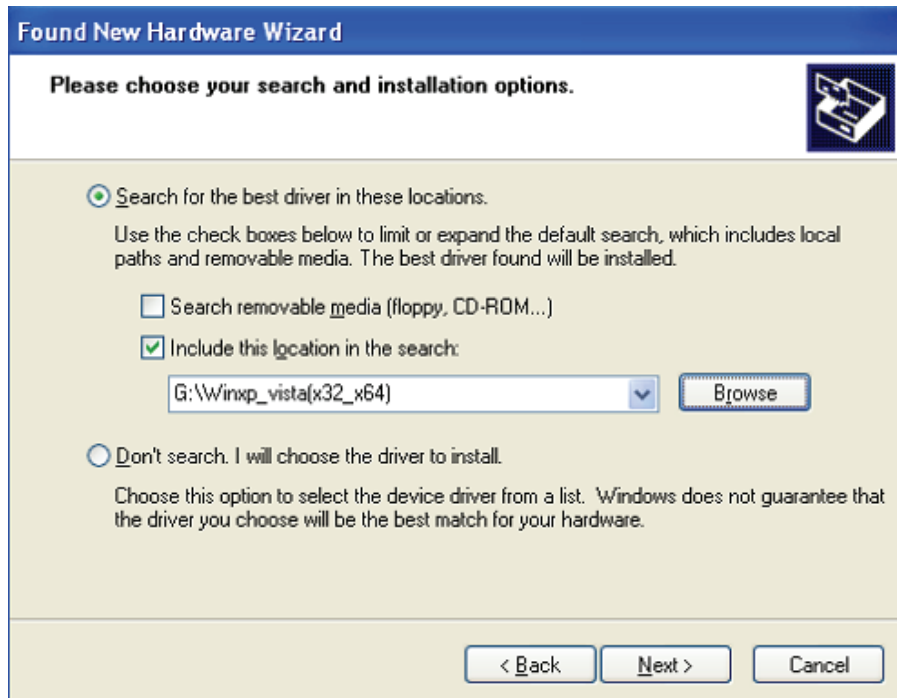 Found New Hardware Wizard
Please choose your search and installation options.
Search for the best driver in these locations.
Use the check boxes below to limit or expand the default search, which includes local
paths and removable media. The best driver found will be installed.
Search removable media (floppy, CD-ROM...)
Include this location in the search:
G:\Winxp_vista(x32_x64)
Browse
Don't search. I will choose the driver to install.
Choose this option to select the device driver from a list. Windows does not guarantee that
the driver you choose will be the best match for your hardware.
< Back
Next >
Cancel